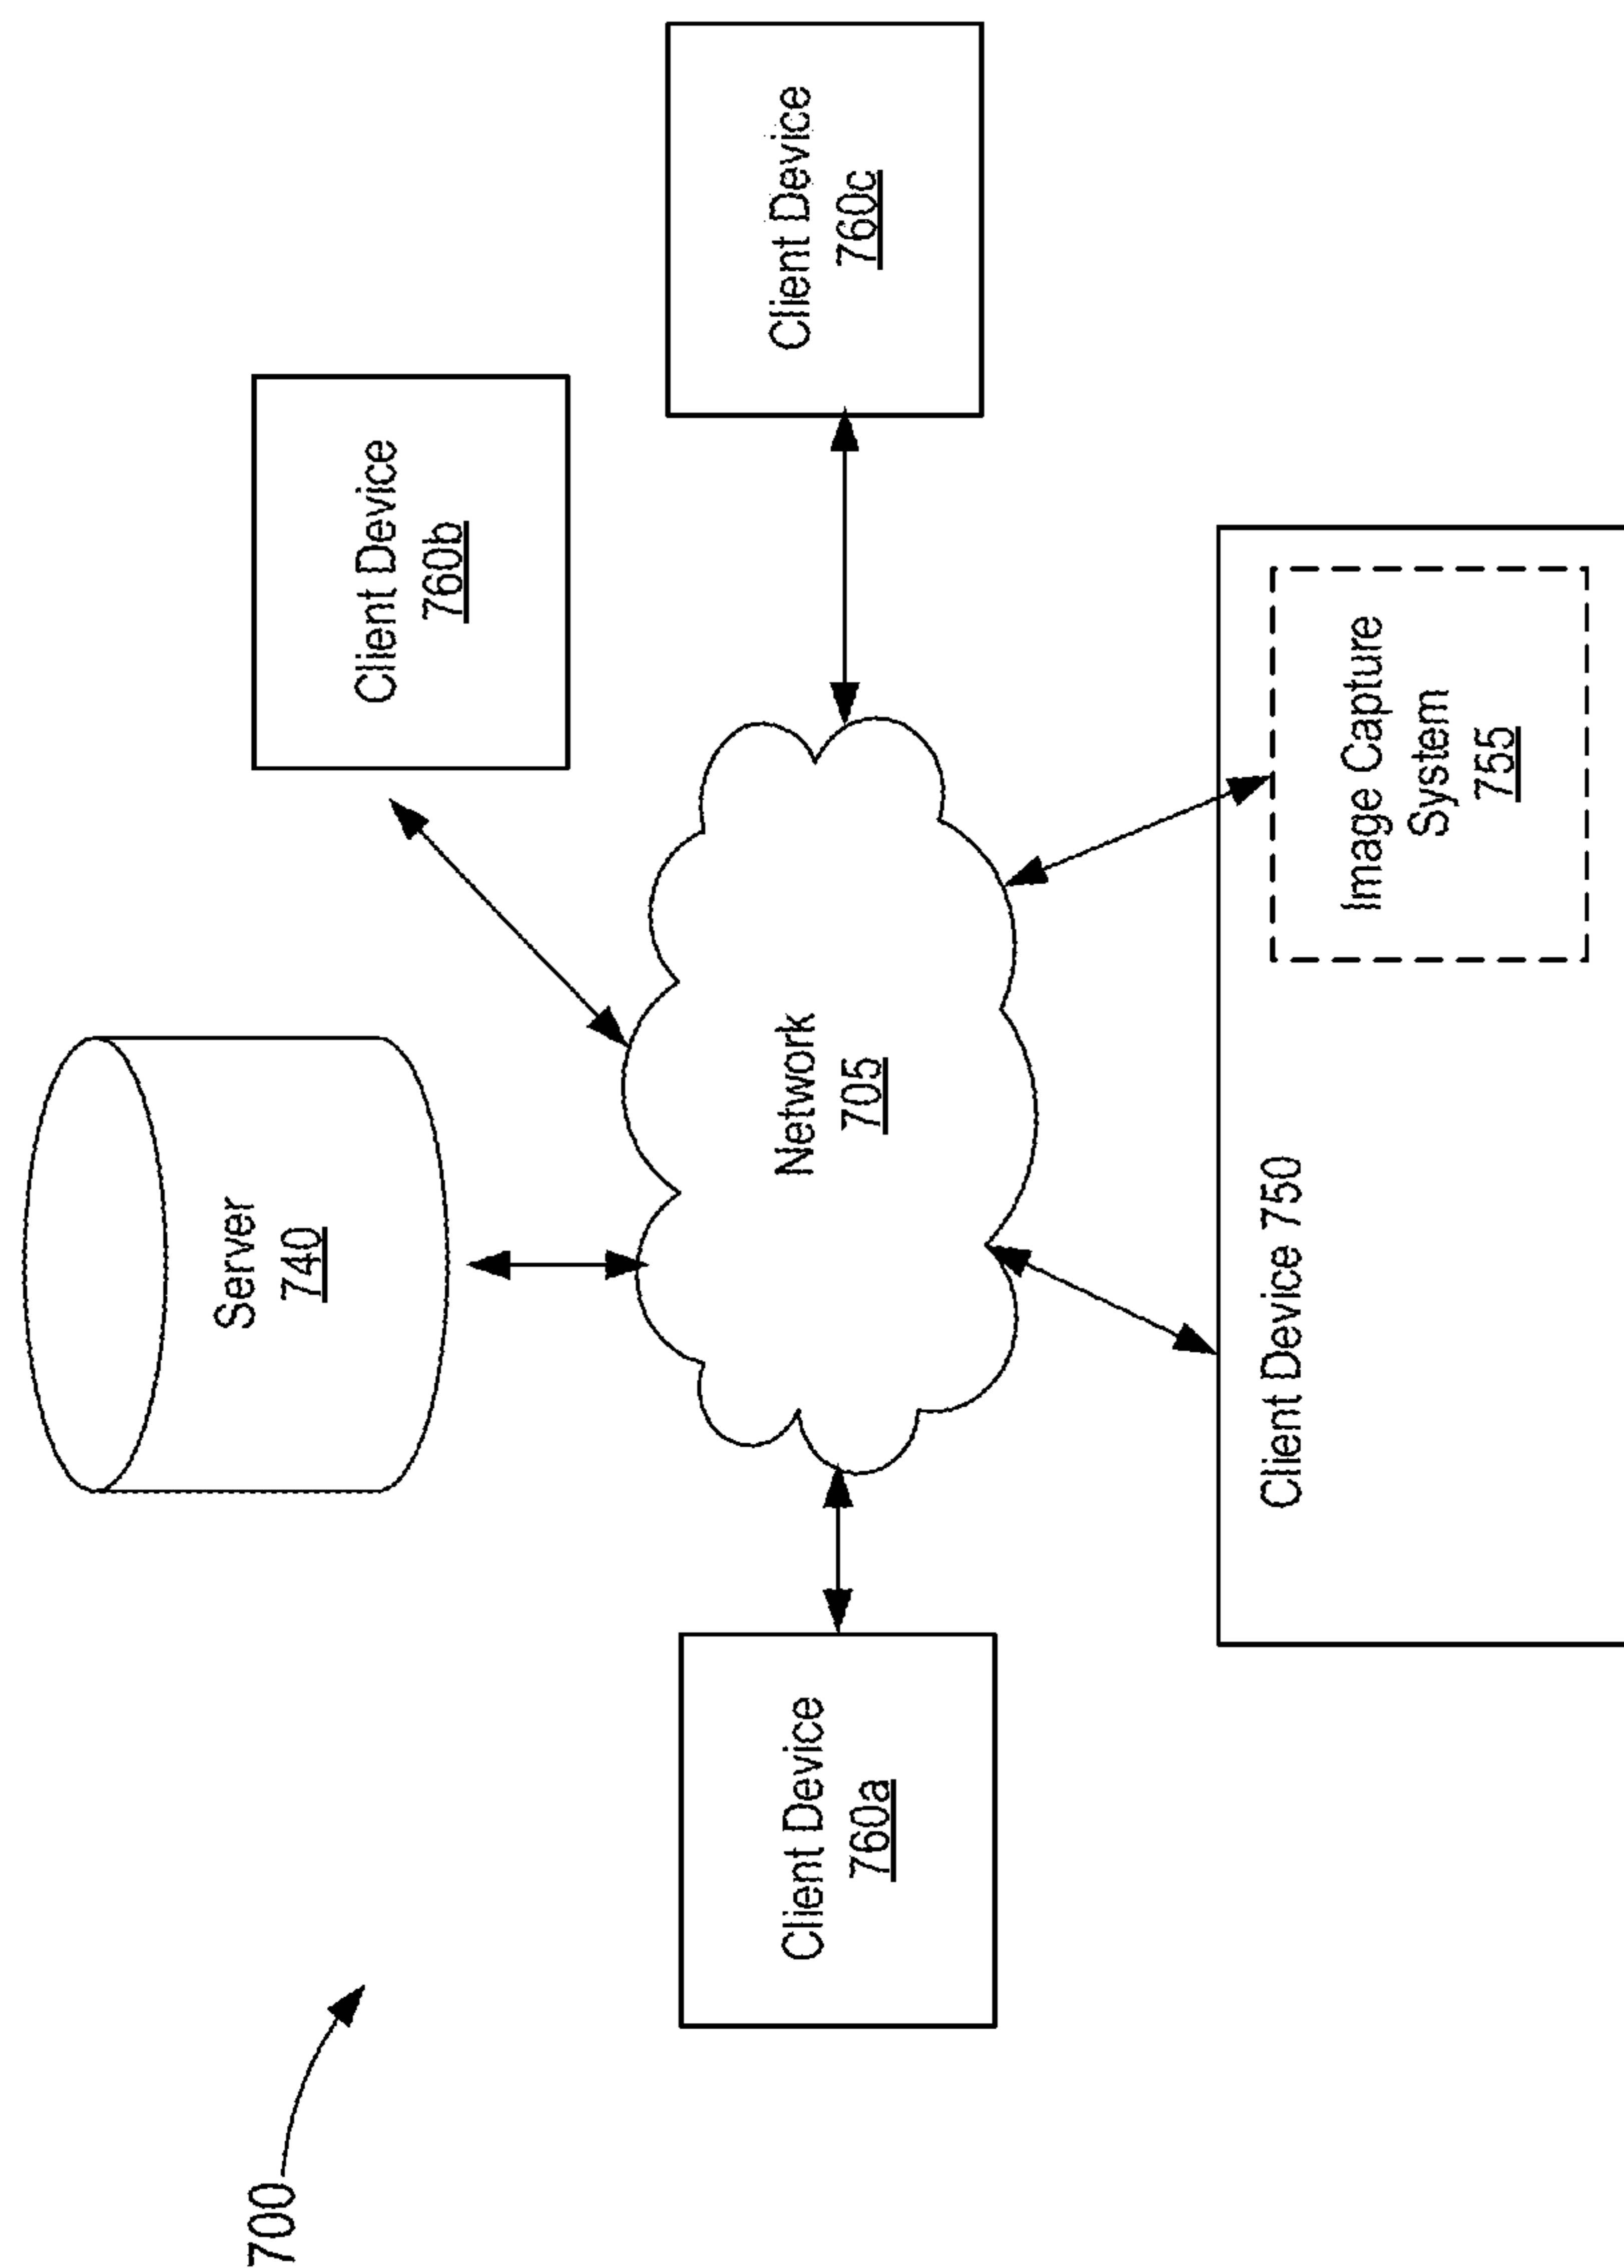 700
Server
740
Client Device
760b
Client Device
760a
Network
705
Client Device
760c
Client Device 750
Image Capture
System
755